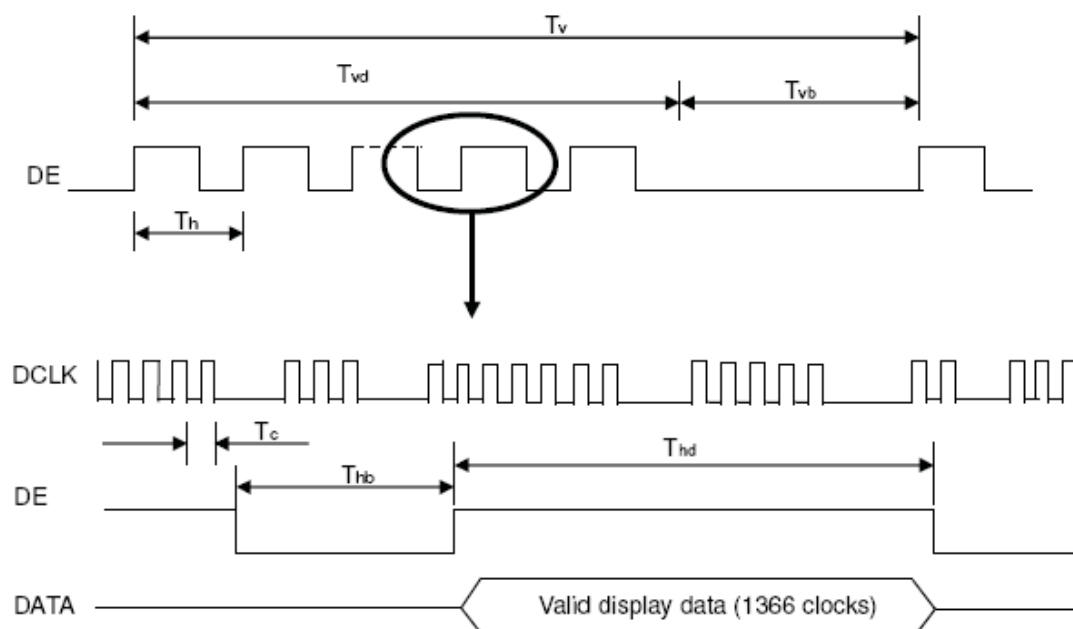 Tv
Tvd
Tvb
DE
Th
DCLK
Tc
Thd
Thb
DE
DATA
Valid display data (1366 clocks)